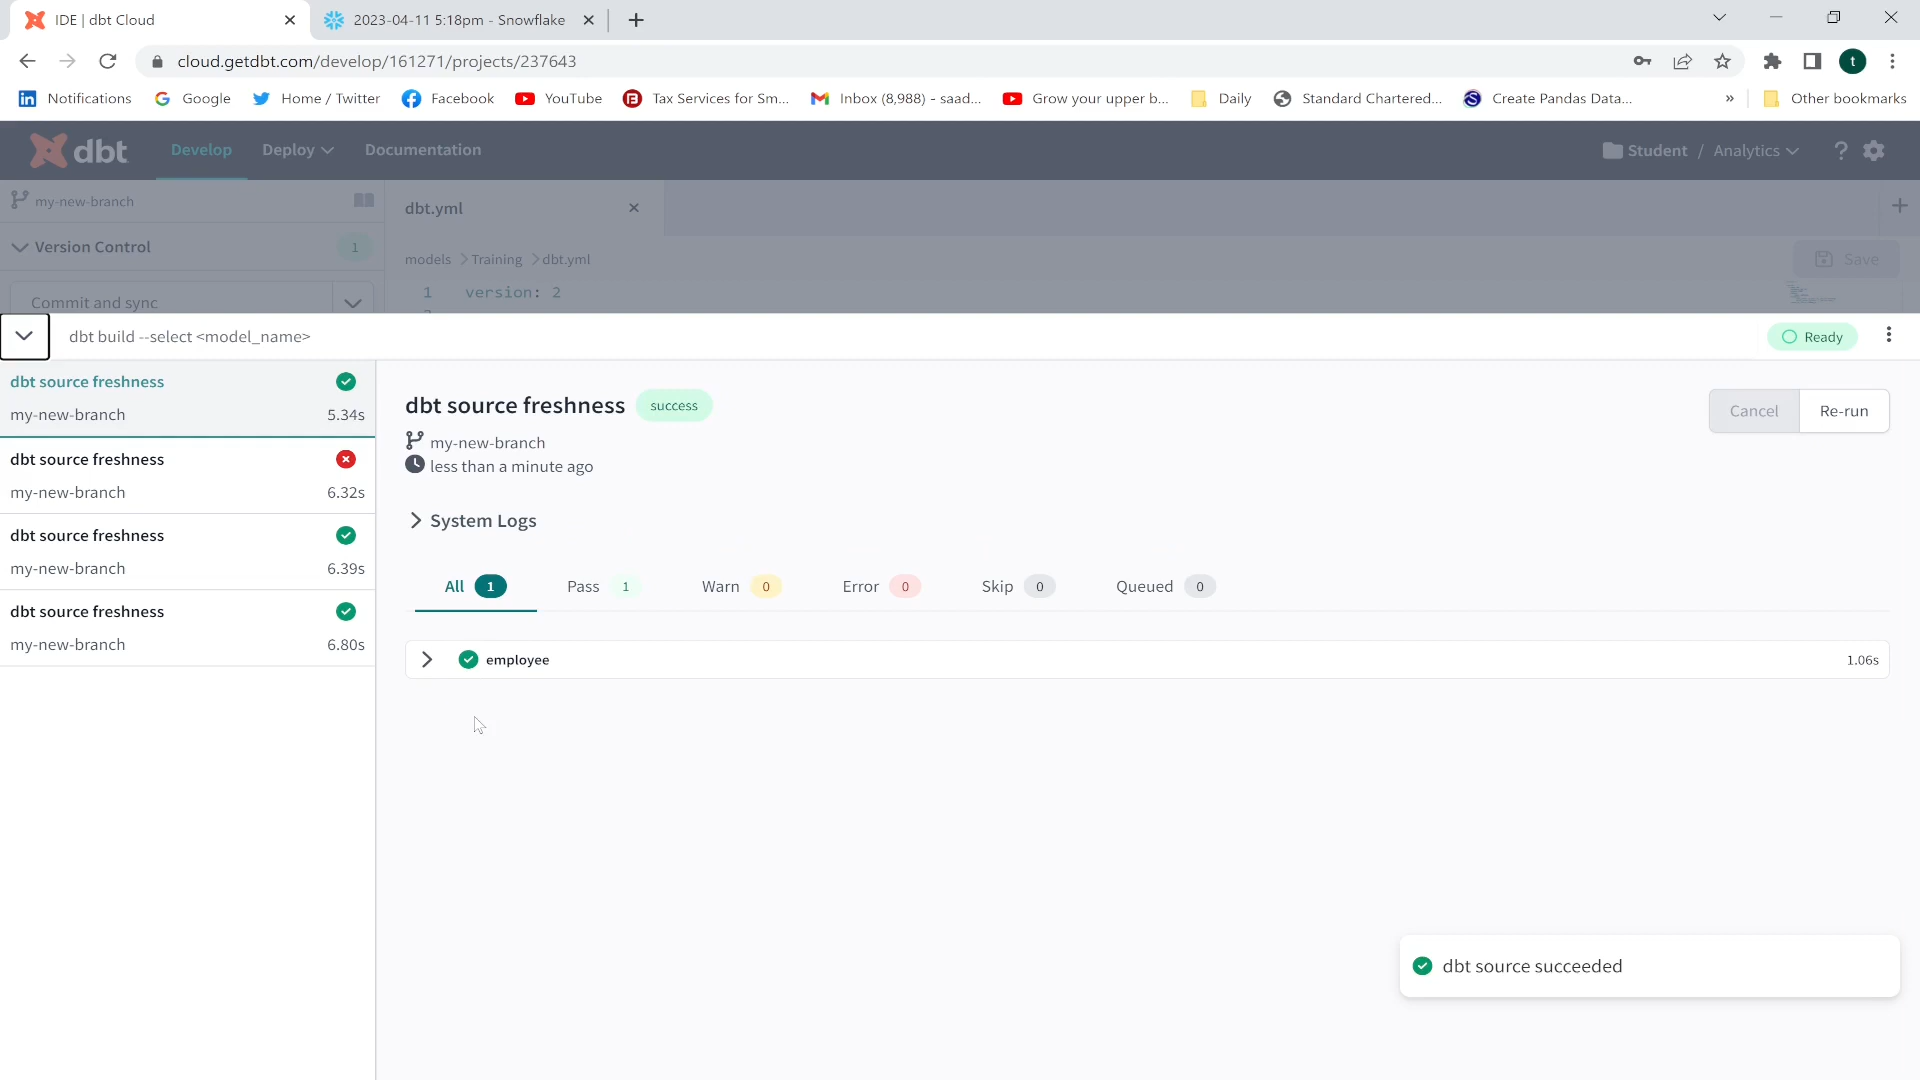 IDE | dbt Cloud
2023-04-11 5:18pm - Snowflake
cloud.getdbt.com/develop/161271/projects/237643
t
Notifications
Google
Home / Twitter
Facebook
YouTube
Tax Services for Sm...
Inbox (8,988) - saad...
Grow your upper b...
Daily
Standard Chartered...
Create Pandas Data...
»
Other bookmarks
dbt
Develop
Deploy
Documentation
Student / Analytics
?
my-new-branch
dbt.yml
Version Control 1
models > Training > dbt.yml
Save
Commit and sync
1 version: 2
dbt build --select <model_name>
Ready
dbt source freshness
my-new-branch 5.34s
dbt source freshness
my-new-branch 6.32s
dbt source freshness
my-new-branch 6.39s
dbt source freshness
my-new-branch 6.80s
dbt source freshness success
my-new-branch
less than a minute ago
Cancel
Re-run
System Logs
All 1
Pass 1
Warn 0
Error 0
Skip 0
Queued 0
employee 1.06s
dbt source succeeded